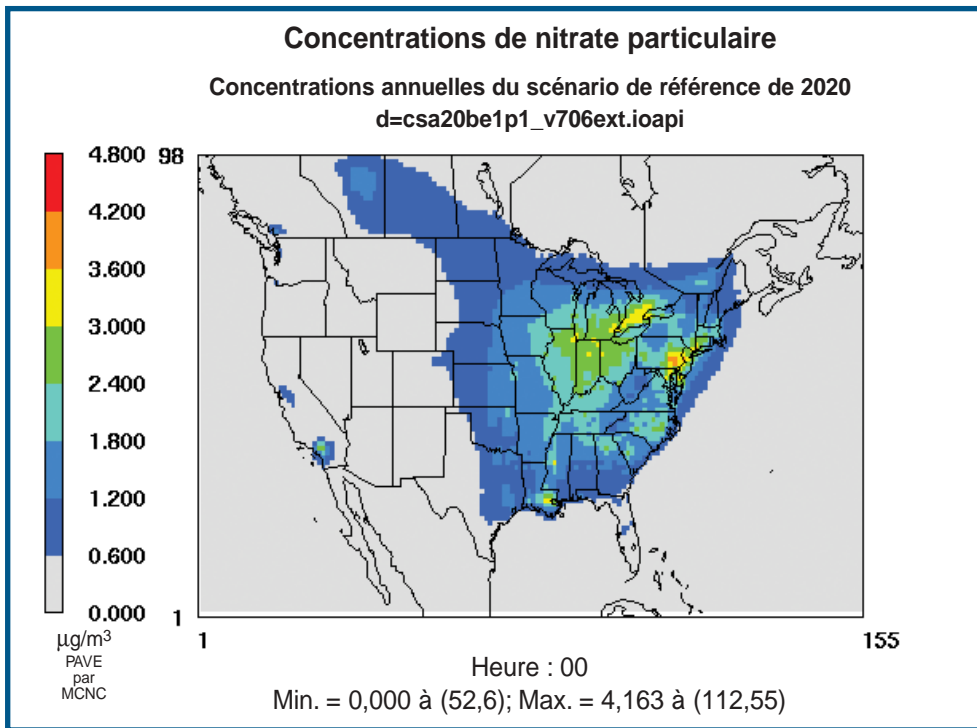 Concentrations de nitrate particulaire
Concentrations annuelles du scénario de référence de 2020
d=csa20be1p1_v706ext.ioapi
4.800
4.200
3.600
3.000
2.400
1.800
1.200
0.600
0.000
µg/m³
PAVE
par
MCNC
98
1
1
155
Heure : 00
Min. = 0,000 à (52,6); Max. = 4,163 à (112,55)